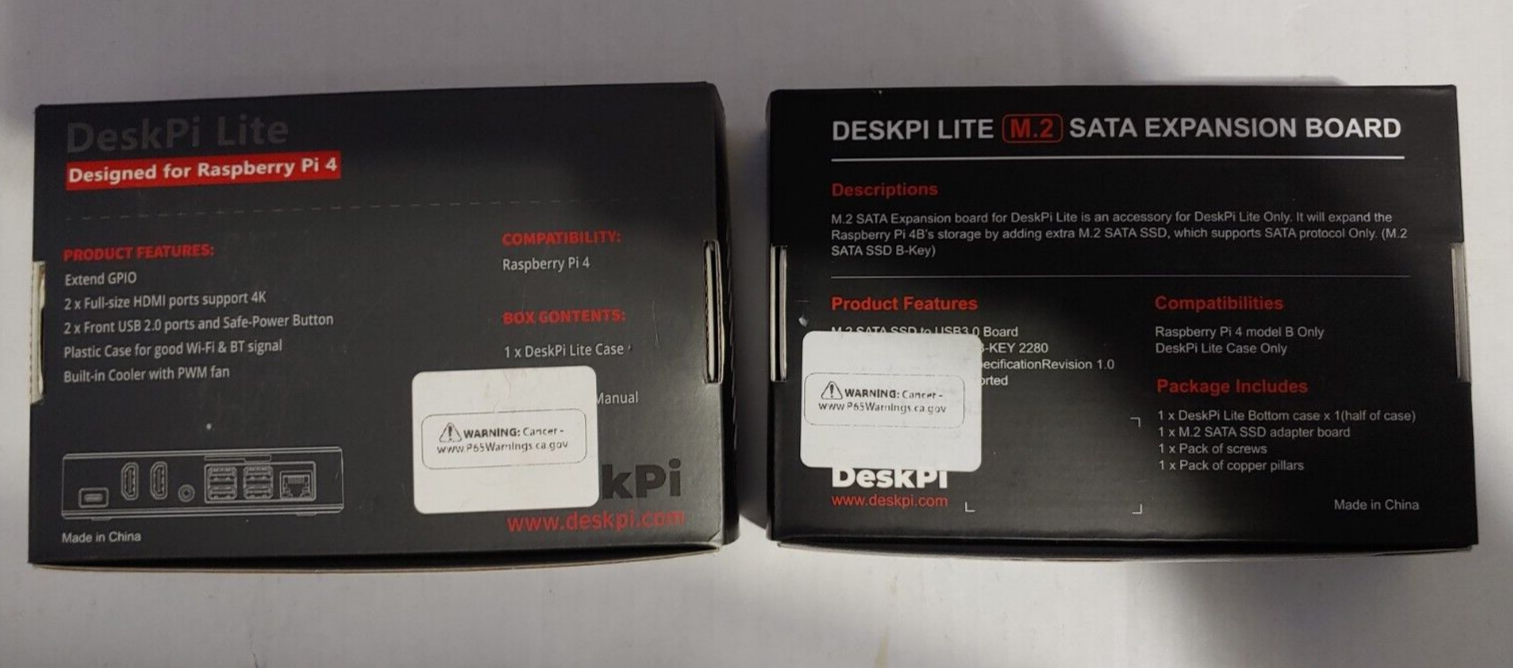 DeskPi Lite
Designed for Raspberry Pi 4
PRODUCT FEATURES:
Extend GPIO
2 x Full-size HDMI ports support 4K
2 x Front USB 2.0 ports and Safe-Power Button
Plastic Case for good Wi-Fi & BT signal
Built-in Cooler with PWM fan
Made in China
COMPATIBILITY:
Raspberry Pi 4
BOX GONTENTS:
1 x DeskPi Lite Case
Manual
WARNING: Cancer -
www.P65Warnings.ca.gov
kPi
www.deskpi.com
DESKPI LITE M.2 SATA EXPANSION BOARD
Descriptions
M.2 SATA Expansion board for DeskPi Lite is an accessory for DeskPi Lite Only. It will expand the
Raspberry Pi 4B's storage by adding extra M.2 SATA SSD, which supports SATA protocol Only. (M.2
SATA SSD B-Key)
Product Features
M.2 SATA SSD to USB3.0 Board
-KEY 2280
ecificationRevision 1.0
orted
WARNING: Cancer -
www.P65Warnings.ca.gov
DeskPi
www.deskpi.com
Compatibilities
Raspberry Pi 4 model B Only
DeskPi Lite Case Only
Package Includes
1 x DeskPi Lite Bottom case x 1(half of case)
1 x M.2 SATA SSD adapter board
1 x Pack of screws
1 x Pack of copper pillars
Made in China